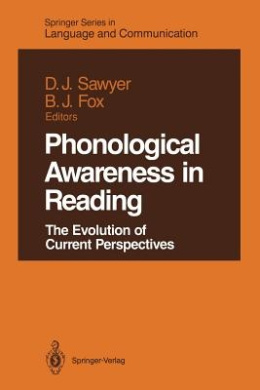 Springer Series in
Language and Communication
D. J. Sawyer
B. J. Fox
Editors
Phonological
Awareness in
Reading
The Evolution of
Current Perspectives
Springer-Verlag